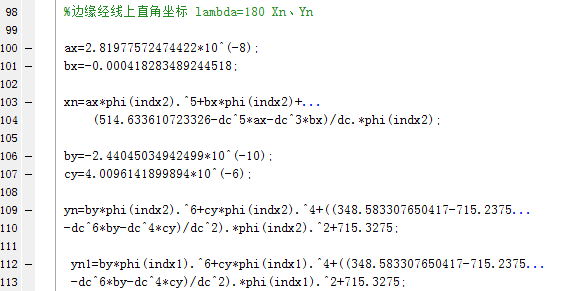 98 %边缘经线上直角坐标 lambda=180 Xn、Yn
99
100 — ax=2.81977572474422*10^(-8);
101 — bx=-0.000418283489244518;
102
103 — xn=ax*phi(indx2).^5+bx*phi(indx2)+...
104 (514.633610723326-dc^5*ax-dc^3*bx)/dc.*phi(indx2);
105
106 — by=-2.44045034942499*10^(-10);
107 — cy=4.0096141899894*10^(-6);
108
109 — yn=by*phi(indx2).^6+cy*phi(indx2).^4+((348.583307650417-715.2375...
110 -dc^6*by-dc^4*cy)/dc^2).*phi(indx2).^2+715.3275;
111
112 — yn1=by*phi(indx1).^6+cy*phi(indx1).^4+((348.583307650417-715.2375...
113 -dc^6*by-dc^4*cy)/dc^2).*phi(indx1).^2+715.3275;